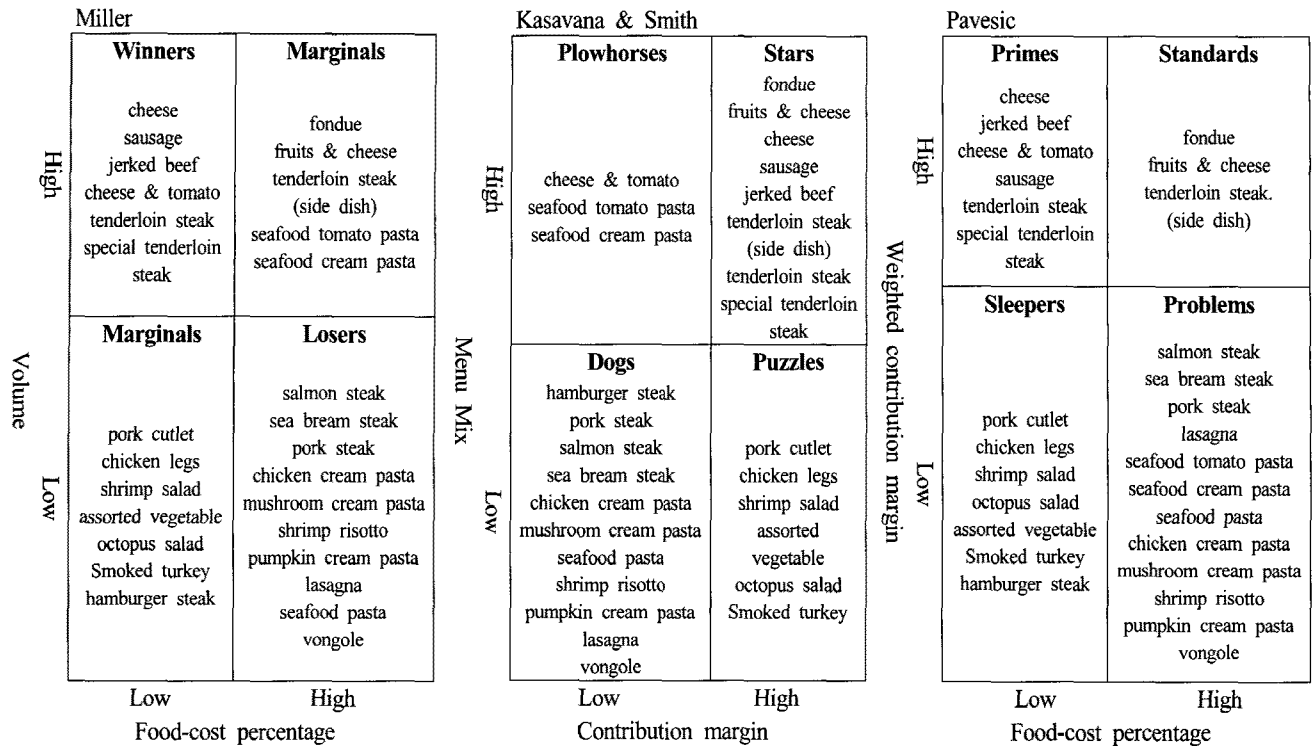 Miller
Winners
cheese
sausage
jerked beef
cheese & tomato
tenderloin steak
special tenderloin
steak
Marginals
fondue
fruits & cheese
tenderloin steak
(side dish)
seafood tomato pasta
seafood cream pasta
Marginals
pork cutlet
chicken legs
shrimp salad
assorted vegetable
octopus salad
Smoked turkey
hamburger steak
Losers
salmon steak
sea bream steak
pork steak
chicken cream pasta
mushroom cream pasta
shrimp risotto
pumpkin cream pasta
lasagna
seafood pasta
vongole
High
Low
Volume
Low
High
Food-cost percentage
Kasavana & Smith
Plowhorses
cheese & tomato
seafood tomato pasta
seafood cream pasta
Stars
fondue
fruits & cheese
cheese
sausage
jerked beef
tenderloin steak
(side dish)
tenderloin steak
special tenderloin
steak
Dogs
hamburger steak
pork steak
salmon steak
sea bream steak
chicken cream pasta
mushroom cream pasta
seafood pasta
shrimp risotto
pumpkin cream pasta
lasagna
vongole
Puzzles
pork cutlet
chicken legs
shrimp salad
assorted
vegetable
octopus salad
Smoked turkey
High
Low
Menu Mix
Low
High
Contribution margin
Pavesic
Primes
cheese
jerked beef
cheese & tomato
sausage
tenderloin steak
special tenderloin
steak
Standards
fondue
fruits & cheese
tenderloin steak.
(side dish)
Sleepers
pork cutlet
chicken legs
shrimp salad
octopus salad
assorted vegetable
Smoked turkey
hamburger steak
Problems
salmon steak
sea bream steak
pork steak
lasagna
seafood tomato pasta
seafood cream pasta
seafood pasta
chicken cream pasta
mushroom cream pasta
shrimp risotto
pumpkin cream pasta
vongole
High
Low
Weighted contribution margin
Low
High
Food-cost percentage